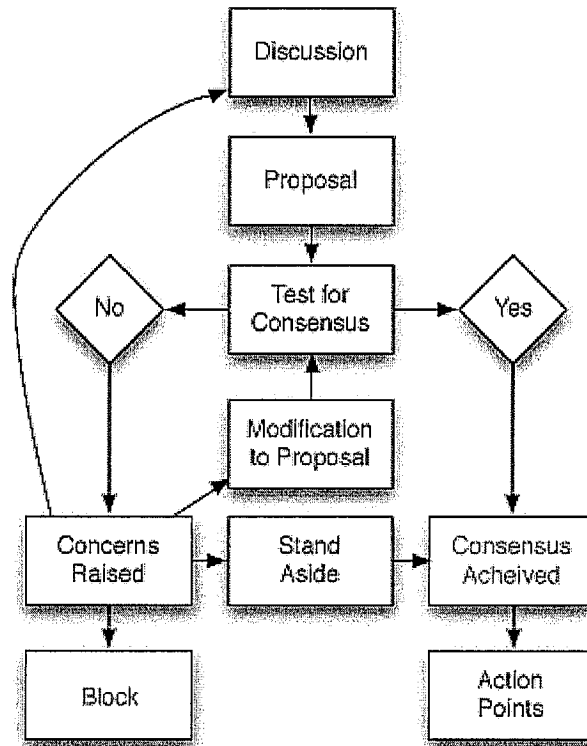 Discussion
Proposal
No
Test for
Consensus
Yes
Modification
to Proposal
Concerns
Raised
Stand
Aside
Consensus
Acheived
Block
Action
Points